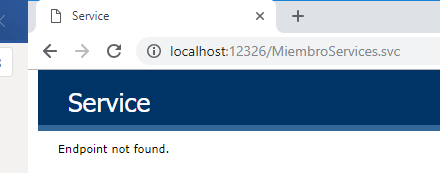 Service
localhost:12326/MiembroServices.svc
Service
Endpoint not found.